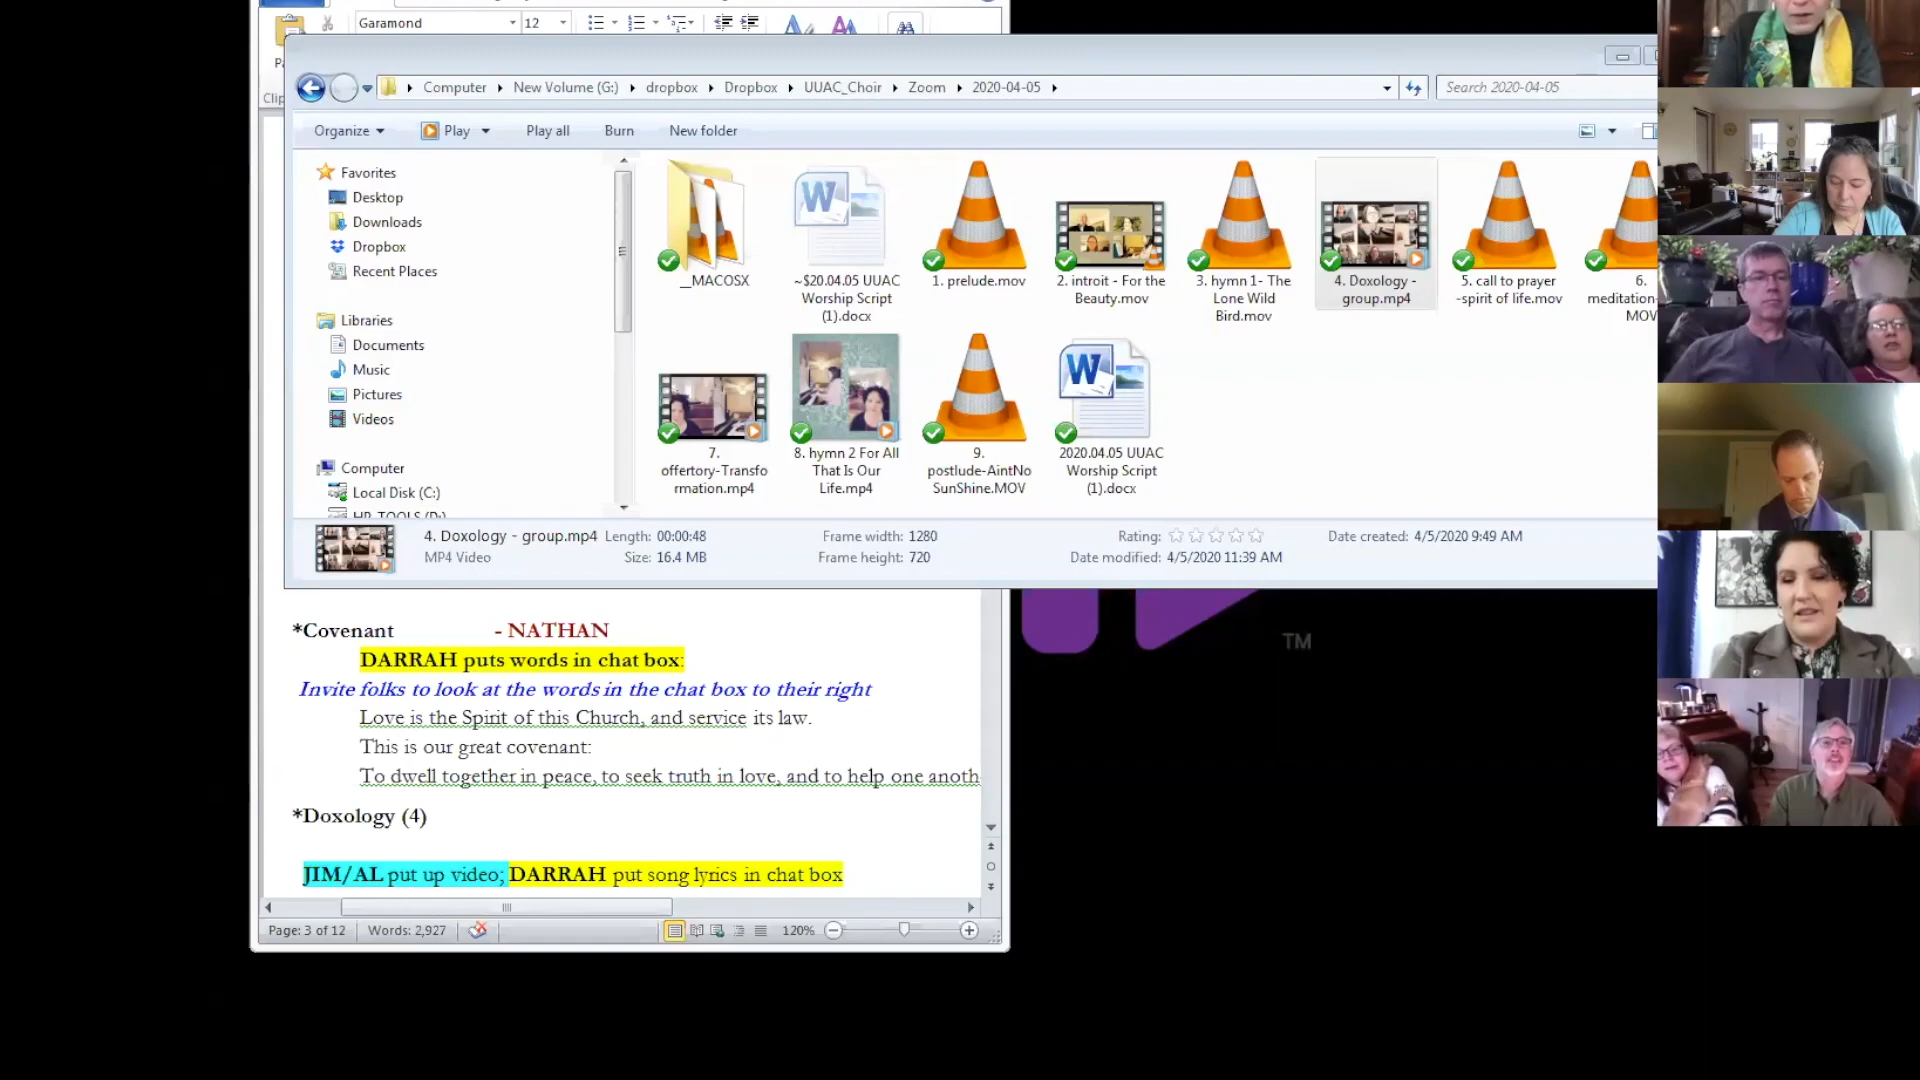 Garamond
12
Computer
New Volume (G:)
dropbox
Dropbox
UUAC_Choir
Zoom
2020-04-05
Search 2020-04-05
Organize
Play
Play all
Burn
New folder
Favorites
Desktop
Downloads
Dropbox
Recent Places
Libraries
Documents
Music
Pictures
Videos
Computer
Local Disk (C:)
HP_TOOLS (D:)
__MACOSX
~$20.04.05 UUAC
Worship Script
(1).docx
1. prelude.mov
2. introit - For the
Beauty.mov
3. hymn 1- The
Lone Wild
Bird.mov
4. Doxology -
group.mp4
5. call to prayer
-spirit of life.mov
6.
meditation-
MOV
7.
offertory-Transfo
rmation.mp4
8. hymn 2 For All
That Is Our
Life.mp4
9.
postlude-AintNo
SunShine.MOV
2020.04.05 UUAC
Worship Script
(1).docx
4. Doxology - group.mp4
MP4 Video
Length: 00:00:48
Size: 16.4 MB
Frame width: 1280
Frame height: 720
Rating:
Date modified: 4/5/2020 11:39 AM
Date created: 4/5/2020 9:49 AM
TM
*Covenant - NATHAN
DARRAH puts words in chat box:
Invite folks to look at the words in the chat box to their right
Love is the Spirit of this Church, and service its law.
This is our great covenant:
To dwell together in peace, to seek truth in love, and to help one anoth
*Doxology (4)
JIM/AL put up video; DARRAH put song lyrics in chat box
Page: 3 of 12
Words: 2,927
120%